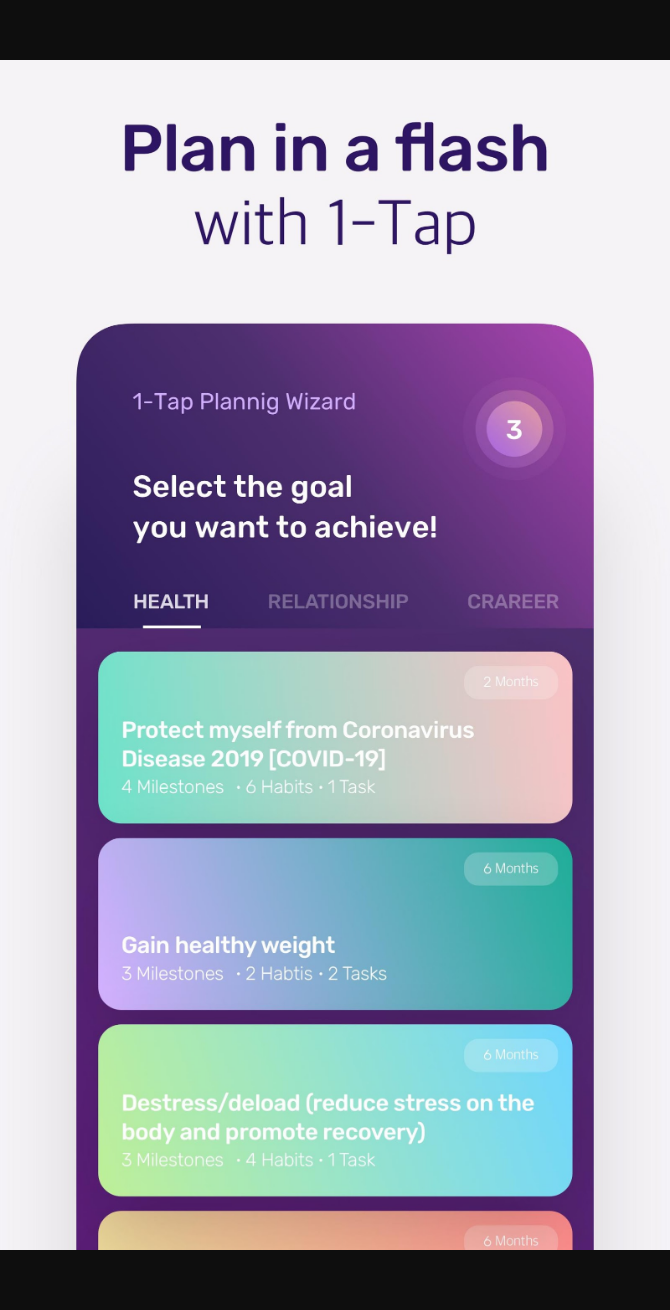 Plan in a flash
with 1-Tap
1-Tap Plannig Wizard
3
Select the goal
you want to achieve!
HEALTH RELATIONSHIP CRAREER
2 Months
Protect myself from Coronavirus
Disease 2019 [COVID-19]
4 Milestones · 6 Habits · 1 Task
6 Months
Gain healthy weight
3 Milestones · 2 Habtis · 2 Tasks
6 Months
Destress/deload (reduce stress on the
body and promote recovery)
3 Milestones · 4 Habits · 1 Task
6 Months